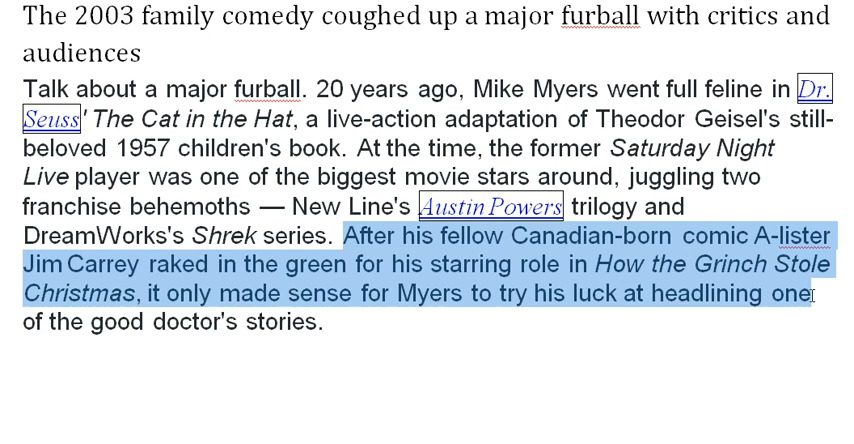 The 2003 family comedy coughed up a major furball with critics and
audiences
Talk about a major furball. 20 years ago, Mike Myers went full feline in Dr.
Seuss' The Cat in the Hat, a live-action adaptation of Theodor Geisel's still-
beloved 1957 children's book. At the time, the former Saturday Night
Live player was one of the biggest movie stars around, juggling two
franchise behemoths — New Line's Austin Powers trilogy and
DreamWorks's Shrek series. After his fellow Canadian-born comic A-lister
Jim Carrey raked in the green for his starring role in How the Grinch Stole
Christmas, it only made sense for Myers to try his luck at headlining one
of the good doctor's stories.